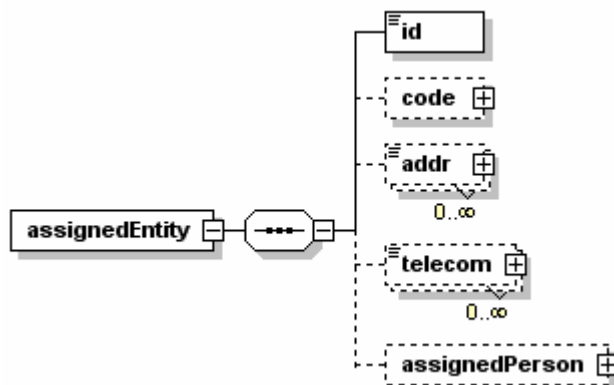 id
code
addr
0..∞
assignedEntity
telecom
0..∞
assignedPerson